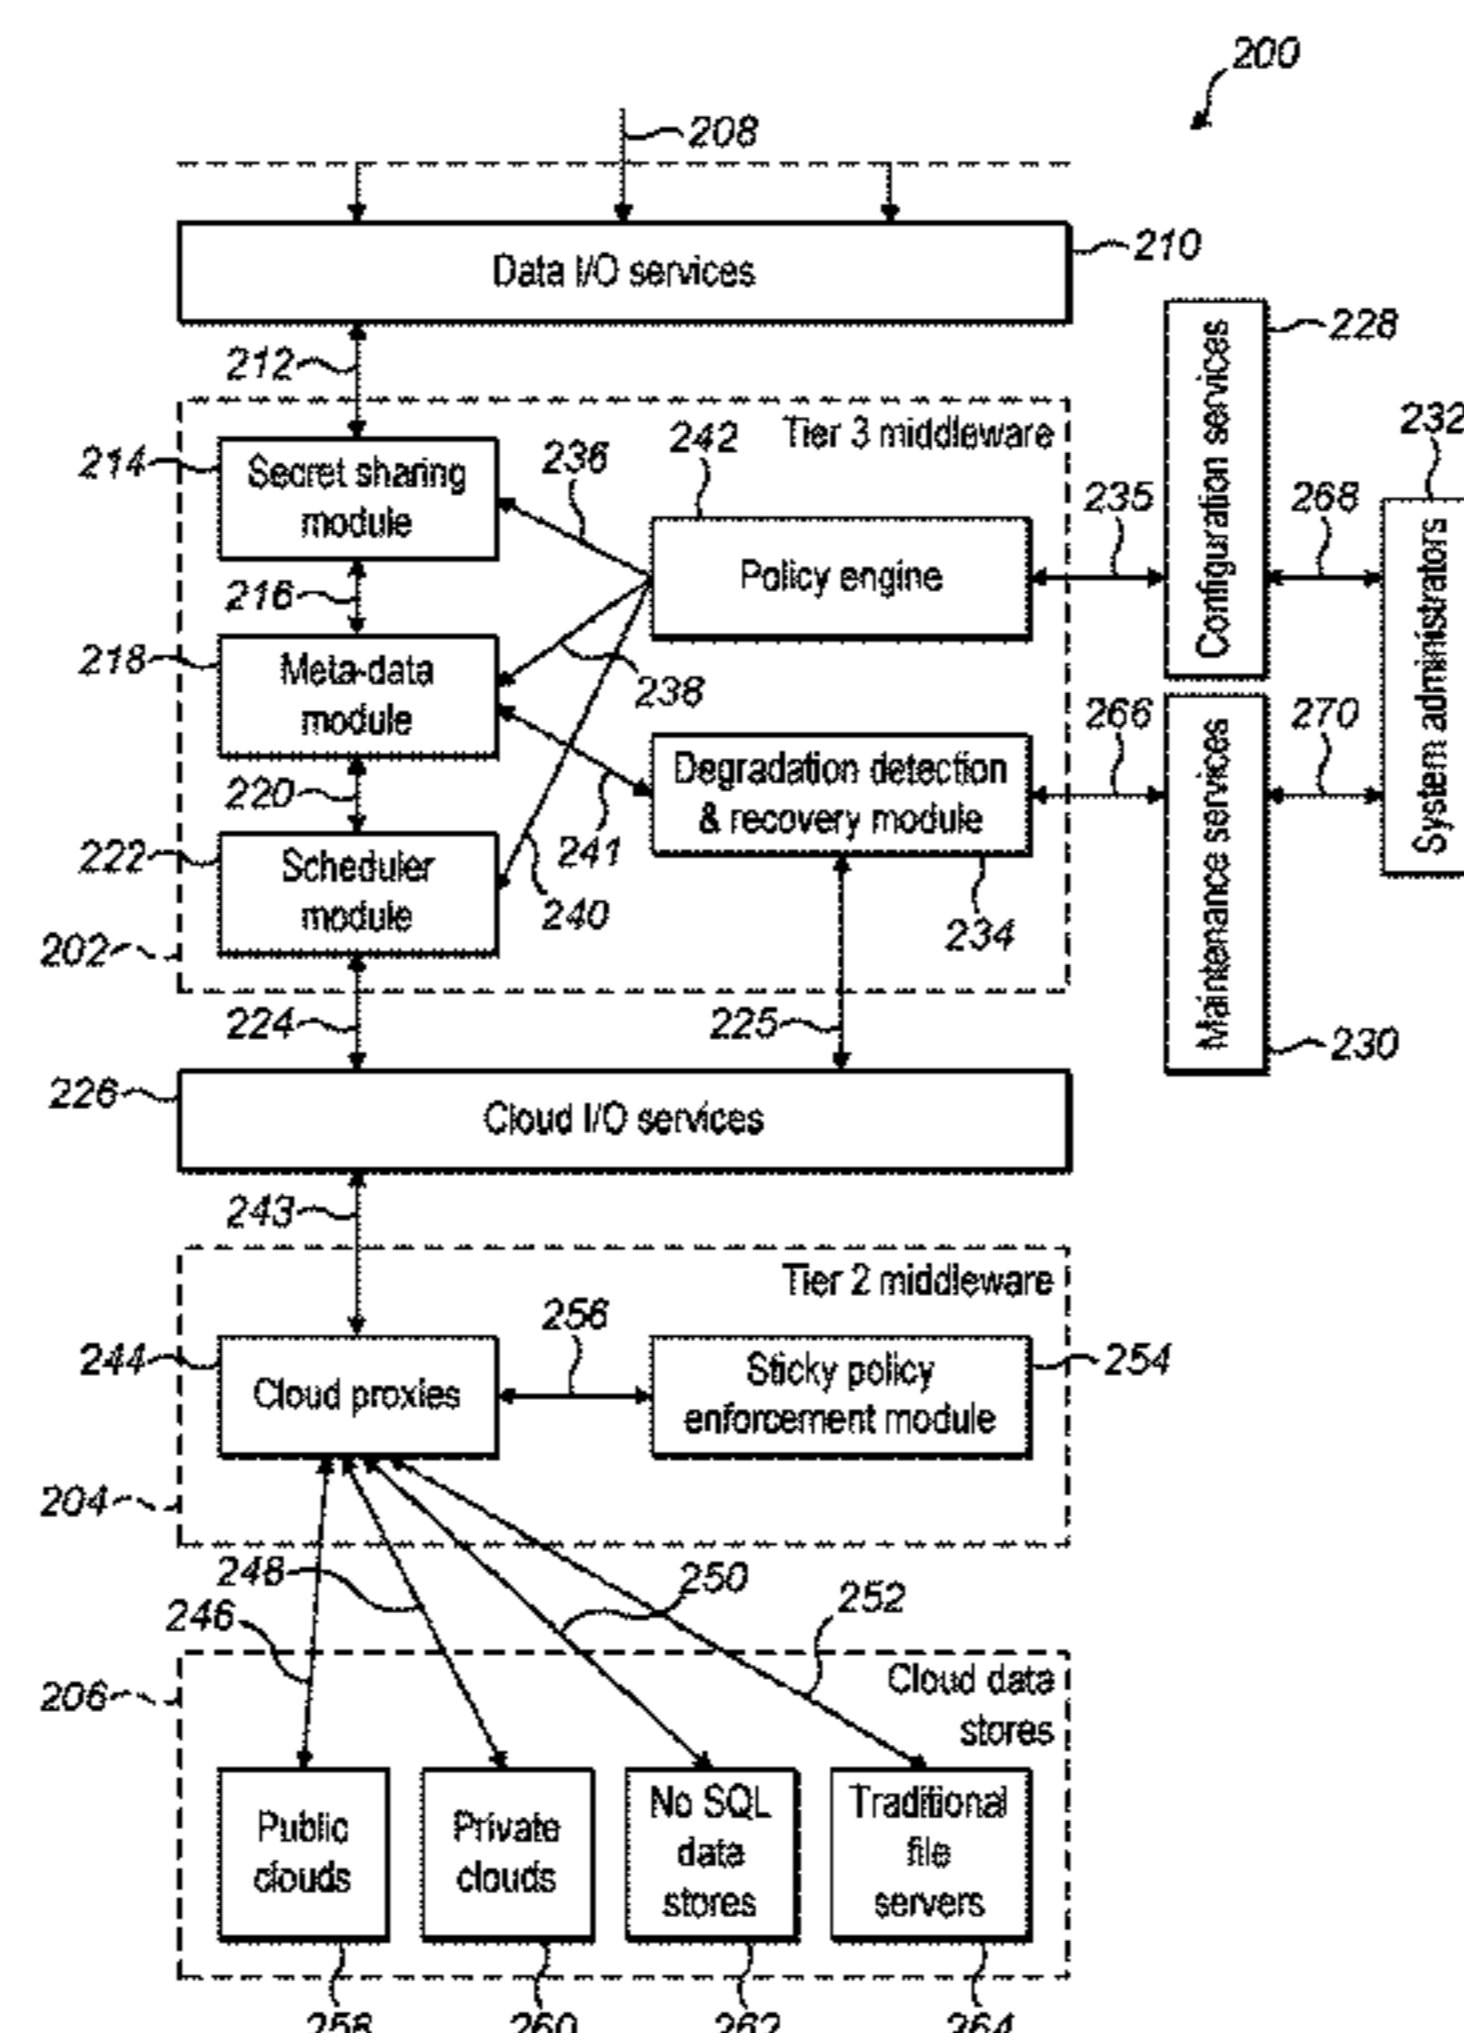 200
208
Data I/O services
210
212
228
Configuration services
Tier 3 middleware
214
Secret sharing
module
236
242
232
235
268
Policy engine
System administrators
216
218
Meta-data
module
238
266
270
Maintenance services
220
Degradation detection
& recovery module
241
222
Scheduler
module
240
234
202
224
225
230
226
Cloud I/O services
243
Tier 2 middleware
256
244
Cloud proxies
Sticky policy
enforcement module
254
204
248
250
252
246
206
Cloud data
stores
Public
clouds
Private
clouds
No SQL
data
stores
Traditional
file
servers
258
260
262
264